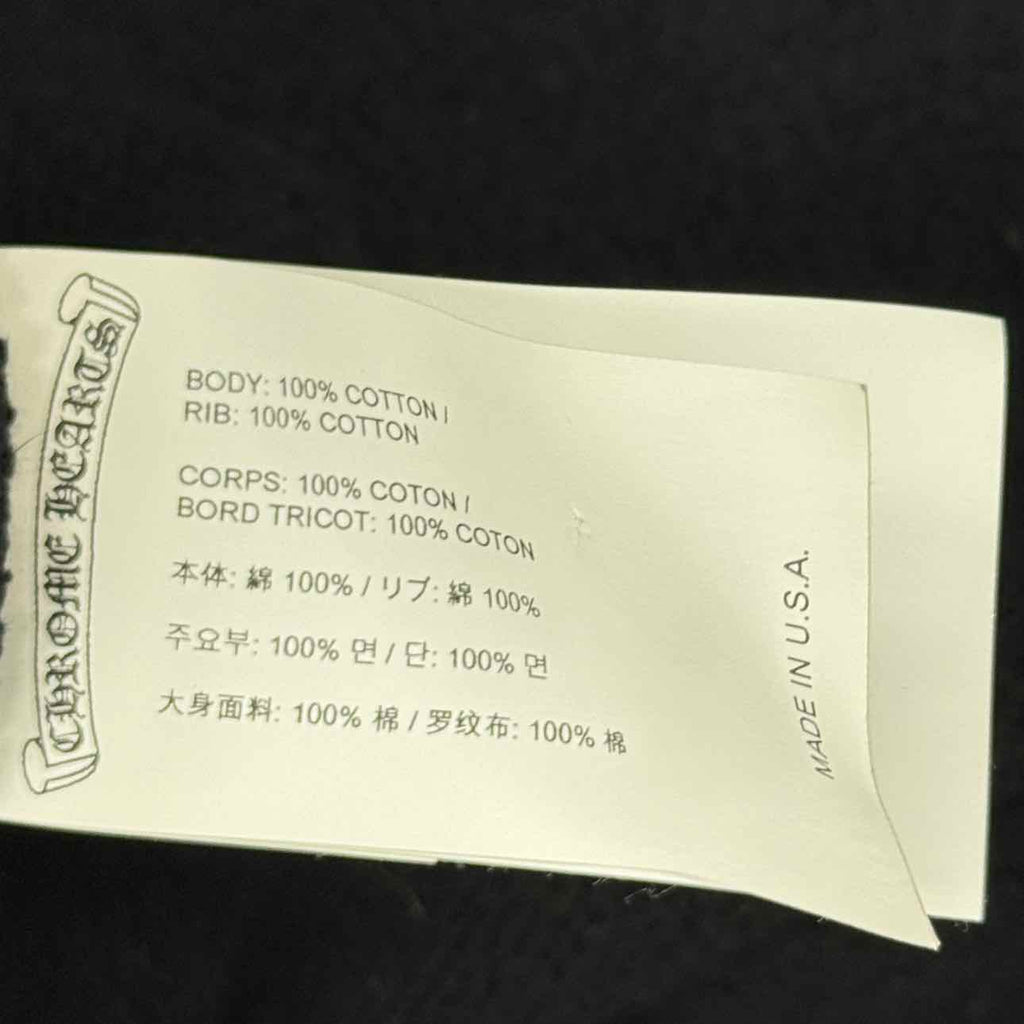 CHROME HEARTS
BODY: 100% COTTON /
RIB: 100% COTTON
CORPS: 100% COTON /
BORD TRICOT: 100% COTON
本体: 綿 100% / リブ: 綿 100%
주요부: 100% 면 / 단: 100% 면
大身面料: 100% 棉 / 罗纹布: 100% 棉
MADE IN U.S.A.